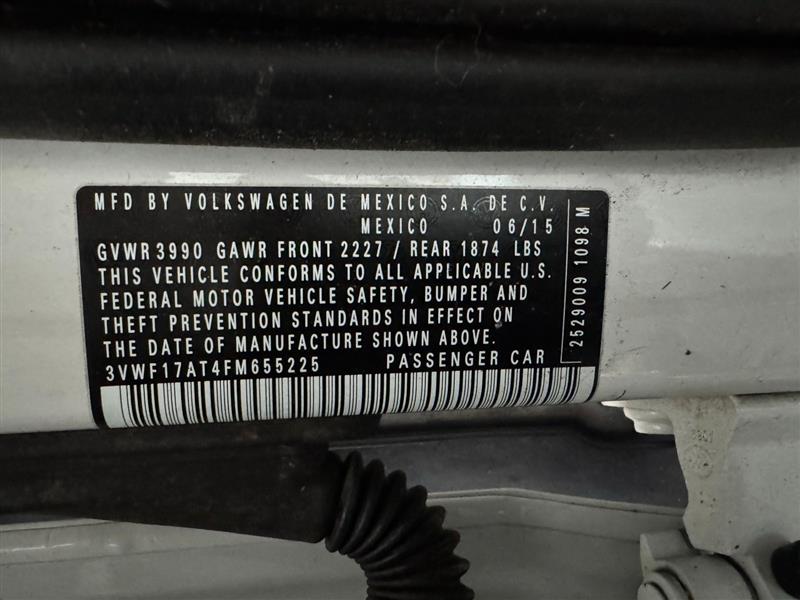 MFD BY VOLKSWAGEN DE MEXICO S.A. DE C.V.
MEXICO 06/15
GVWR 3990 GAWR FRONT 2227 / REAR 1874 LBS
THIS VEHICLE CONFORMS TO ALL APPLICABLE U.S.
FEDERAL MOTOR VEHICLE SAFETY, BUMPER AND
THEFT PREVENTION STANDARDS IN EFFECT ON
THE DATE OF MANUFACTURE SHOWN ABOVE.
3VWF17AT4FM655225 PASSENGER CAR
2529009 1098 M